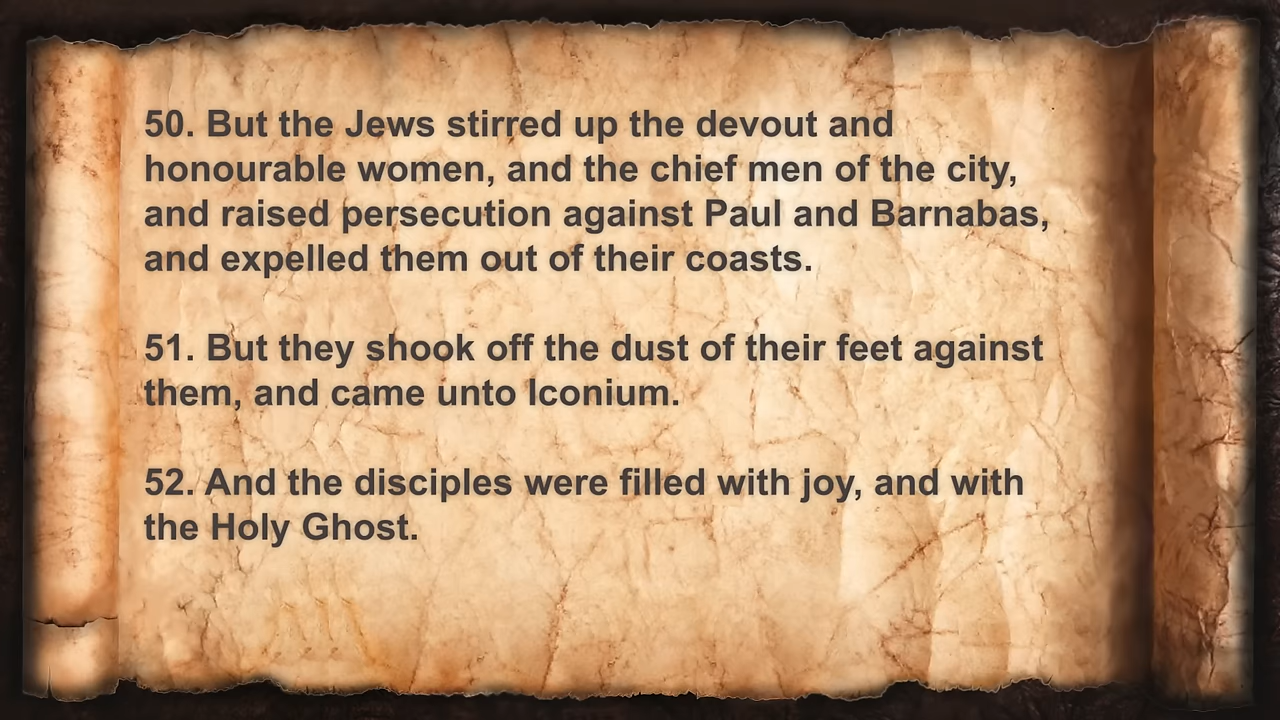 50. But the Jews stirred up the devout and
honourable women, and the chief men of the city,
and raised persecution against Paul and Barnabas,
and expelled them out of their coasts.
51. But they shook off the dust of their feet against
them, and came unto Iconium.
52. And the disciples were filled with joy, and with
the Holy Ghost.